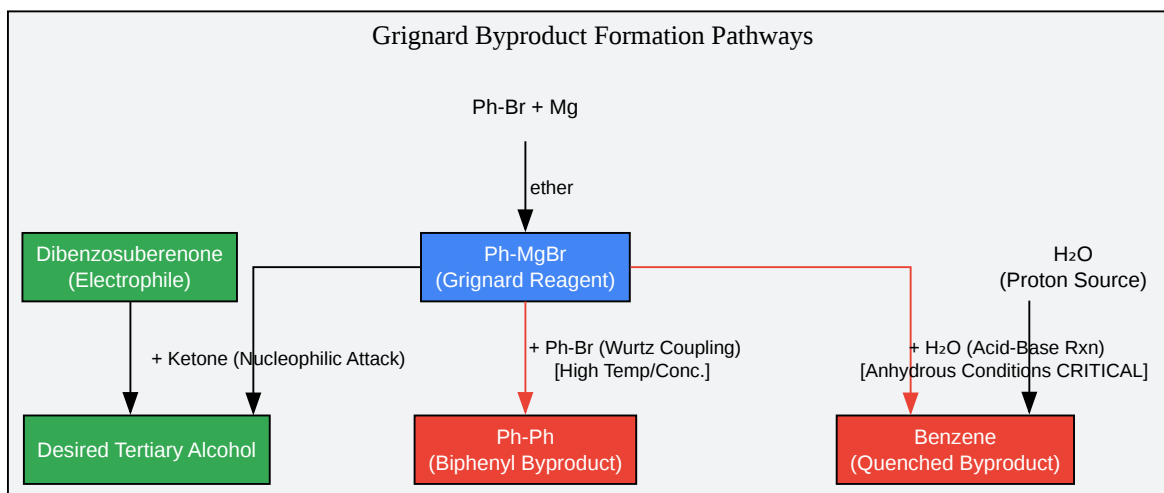 Grignard Byproduct Formation Pathways
Ph-Br + Mg
ether
Dibenzosuberenone
(Electrophile)
Ph-MgBr
(Grignard Reagent)
H₂O
(Proton Source)
+ Ketone (Nucleophilic Attack)
+ Ph-Br (Wurtz Coupling)
[High Temp/Conc.]
+ H₂O (Acid-Base Rxn)
[Anhydrous Conditions CRITICAL]
Desired Tertiary Alcohol
Ph-Ph
(Biphenyl Byproduct)
Benzene
(Quenched Byproduct)